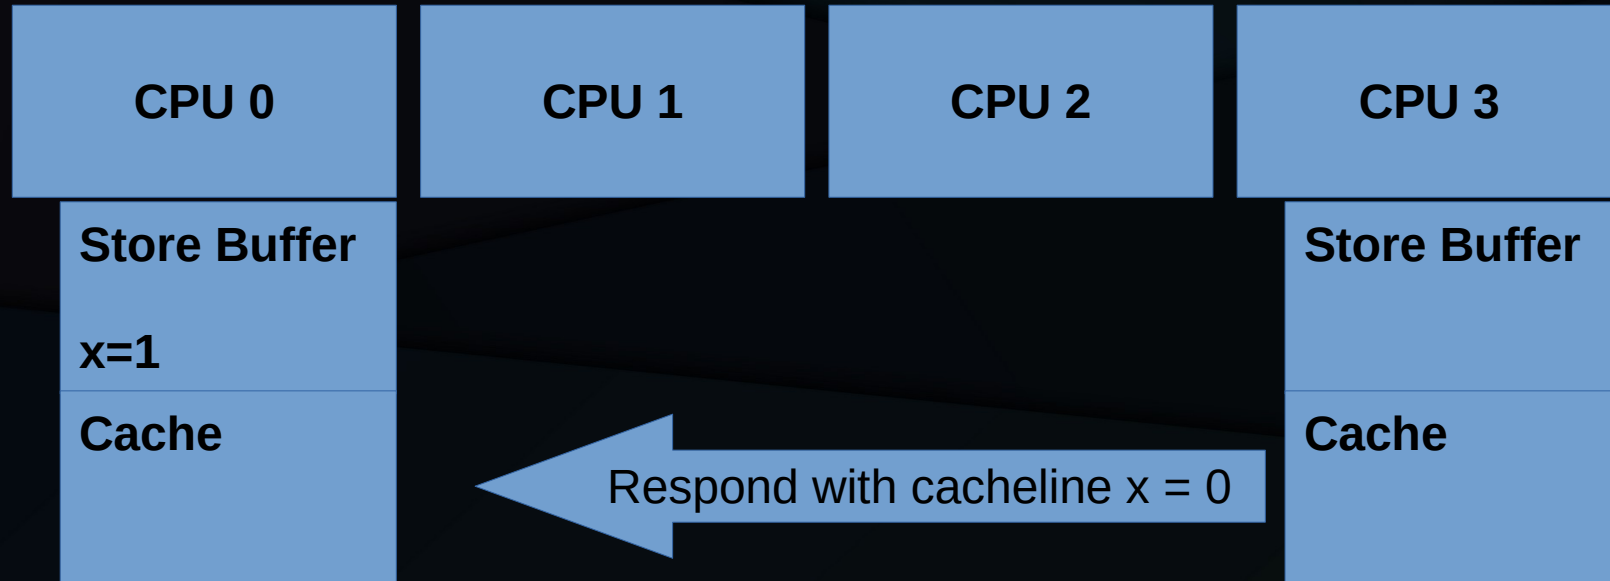 CPU 0
CPU 1
CPU 2
CPU 3
Store Buffer
x=1
Cache
Respond with cacheline x = 0
Store Buffer
Cache